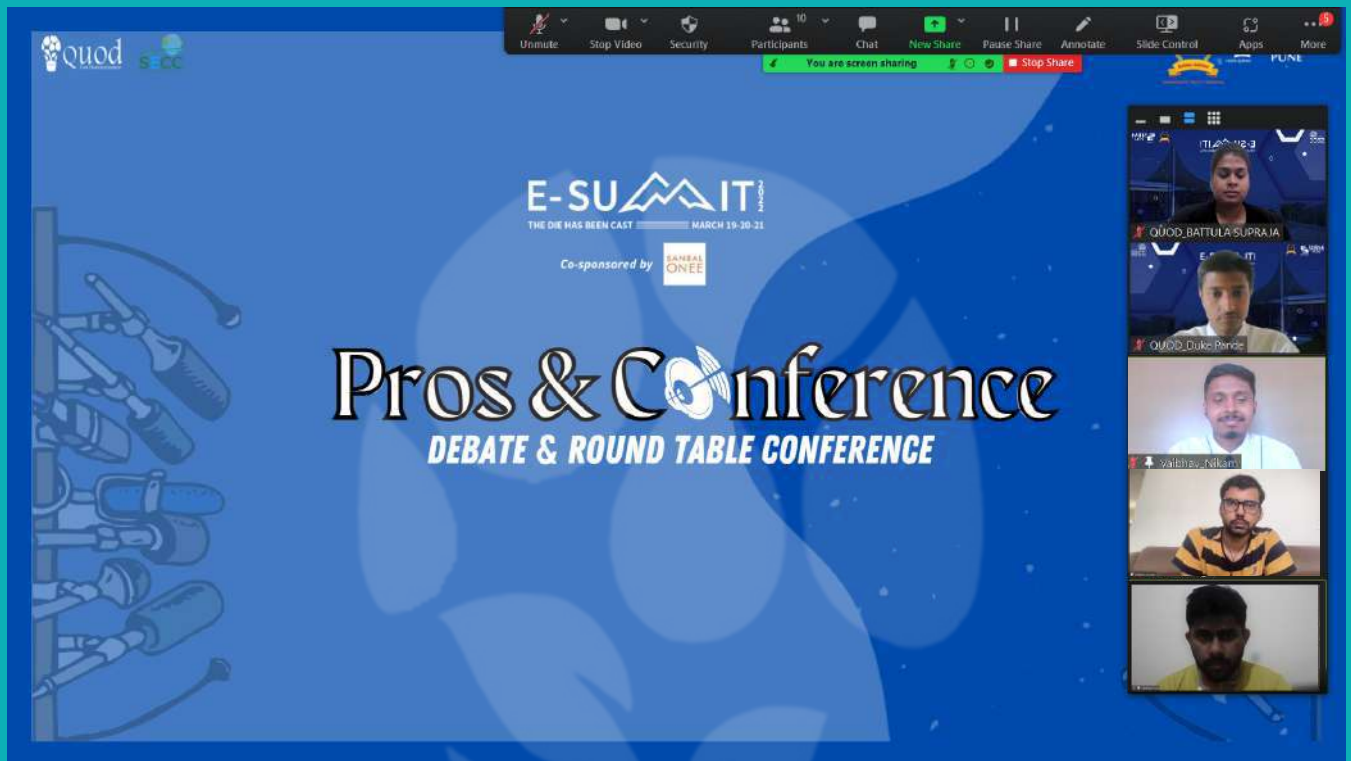 10
5
Unmute Stop Video Security Participants Chat New Share Pause Share Annotate Slide Control Apps More
You are screen sharing Stop Share
Quod
SECC
PUNE
E-SUMMIT 2022
THE DIE HAS BEEN CAST MARCH 19-20-21
Co-sponsored by SANBAL ONEE
Pros & Conference
DEBATE & ROUND TABLE CONFERENCE
QUOD_BATTULA SUPRAJA
QUOD_Duke Pande
Vaibhav_Nikam